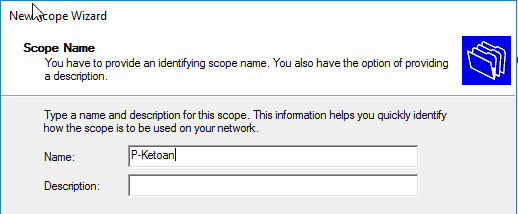 New Scope Wizard
Scope Name
You have to provide an identifying scope name. You also have the option of providing
a description.
Type a name and description for this scope. This information helps you quickly identify
how the scope is to be used on your network.
Name: P-Ketoan
Description: